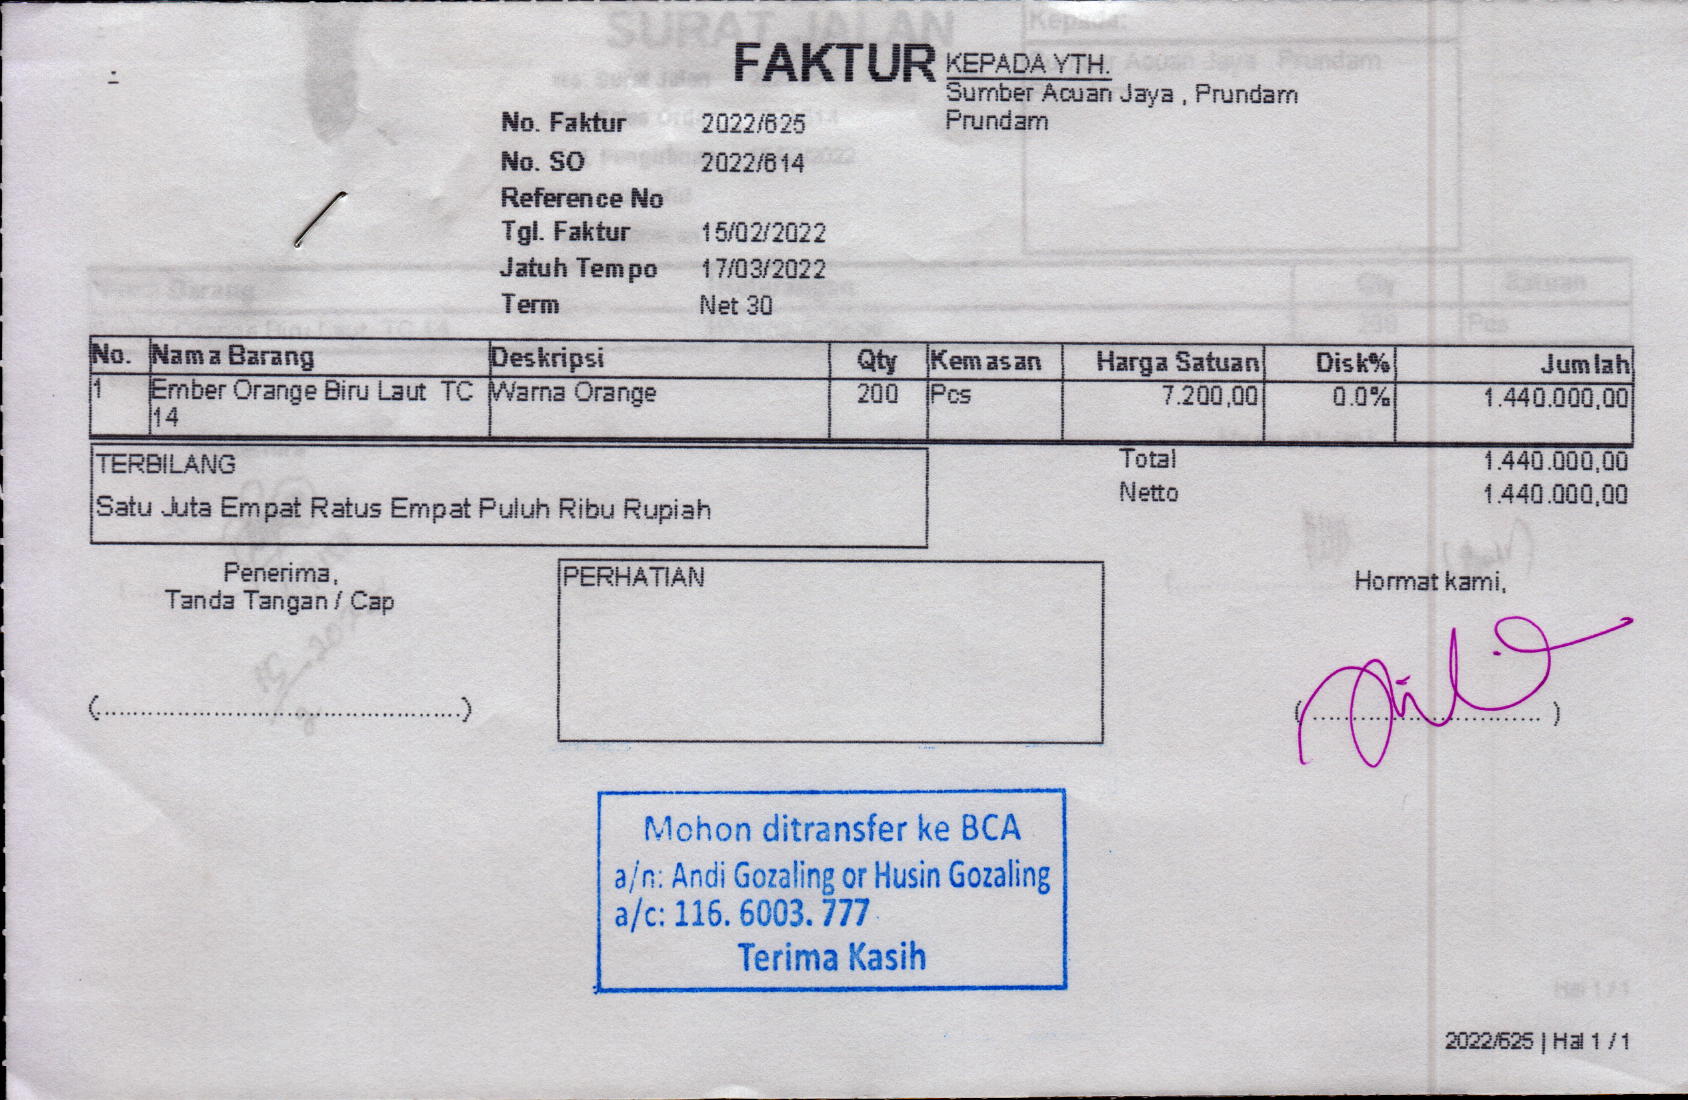 FAKTUR
KEPADA YTH.
Sumber Acuan Jaya , Prundam
Prundam
No. Faktur 2022/625
No. SO 2022/614
Reference No
Tgl. Faktur 15/02/2022
Jatuh Tempo 17/03/2022
Term Net 30
No. Nama Barang Deskripsi Qty Kemasan Harga Satuan Disk% Jumlah
1 Ember Orange Biru Laut TC Warna Orange 200 Pcs 7.200,00 0.0% 1.440.000,00
14
TERBILANG
Satu Juta Empat Ratus Empat Puluh Ribu Rupiah
Total 1.440.000,00
Netto 1.440.000,00
Penerima,
Tanda Tangan / Cap
PERHATIAN
Hormat kami,
(..................................................)
(................................)
Mohon ditransfer ke BCA
a/n: Andi Gozaling or Husin Gozaling
a/c: 116. 6003. 777
Terima Kasih
2022/625 | Hal 1 / 1